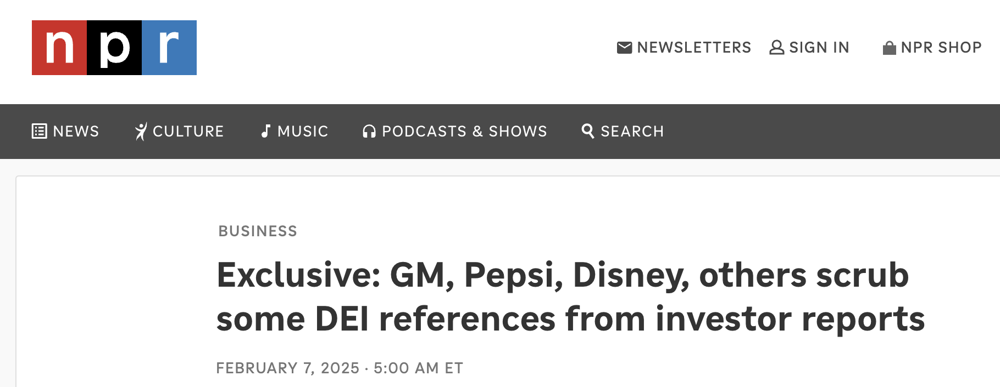 npr
NEWSLETTERS SIGN IN NPR SHOP
NEWS CULTURE MUSIC PODCASTS & SHOWS SEARCH
BUSINESS
Exclusive: GM, Pepsi, Disney, others scrub
some DEI references from investor reports
FEBRUARY 7, 2025 · 5:00 AM ET